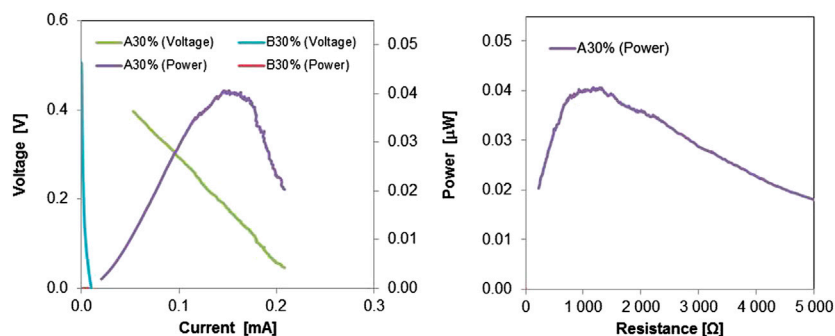 0.6
A30% (Voltage) B30% (Voltage)
A30% (Power) B30% (Power)
0.4
0.2
0.0
Voltage [V]
0.05
0.04
0.03
0.02
0.01
0.00
0.0 0.1 0.2 0.3
Current [mA]
0.05
0.04
0.03
0.02
0.01
0.00
Power [µW]
A30% (Power)
0 1 000 2 000 3 000 4 000 5 000
Resistance [Ω]